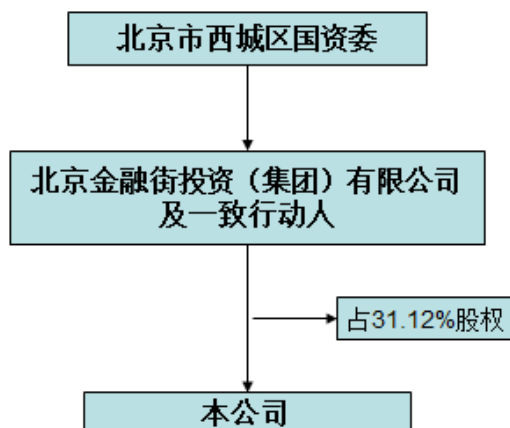 北京市西城区国资委
北京金融街投资（集团）有限公司
及一致行动人
占31.12%股权
本公司